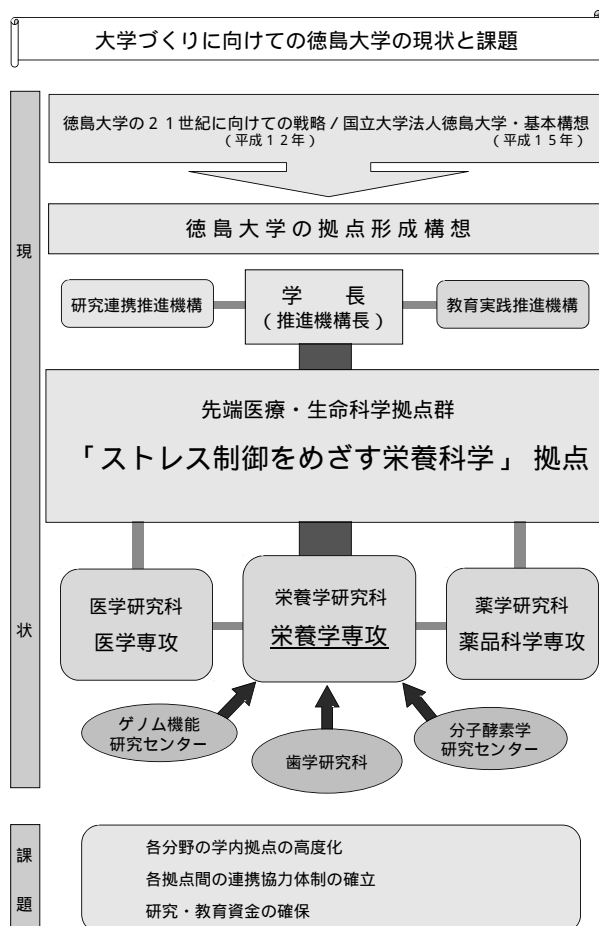 大学づくりに向けての徳島大学の現状と課題
現
状
徳島大学の２１世紀に向けての戦略 / 国立大学法人徳島大学・基本構想
（平成１２年）
（平成１５年）
徳島大学の拠点形成構想
研究連携推進機構
学　　長
（推進機構長）
教育実践推進機構
先端医療・生命科学拠点群
「ストレス制御をめざす栄養科学」 拠点
医学研究科
医学専攻
栄養学研究科
栄養学専攻
薬学研究科
薬品科学専攻
ゲノム機能
研究センター
歯学研究科
分子酵素学
研究センター
課
題
各分野の学内拠点の高度化
各拠点間の連携協力体制の確立
研究・教育資金の確保